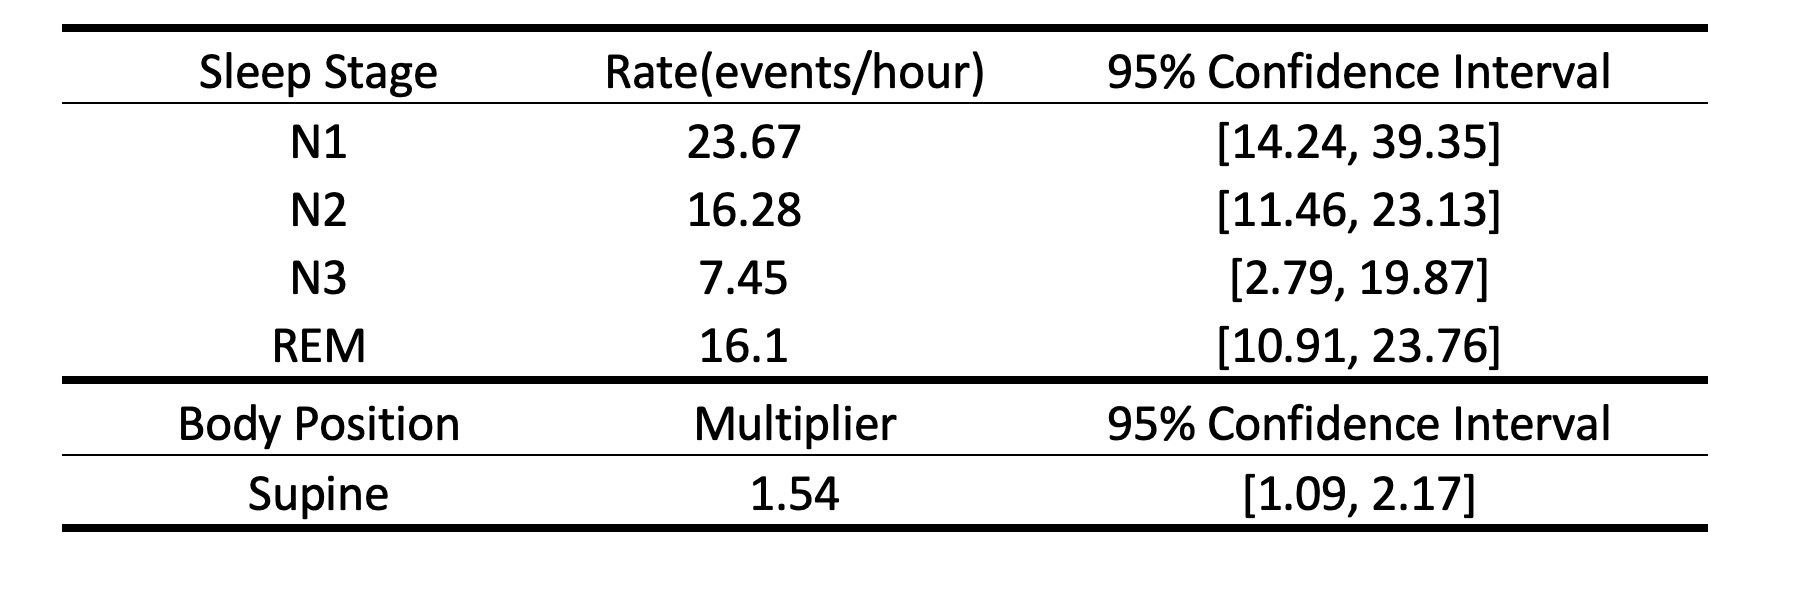 Sleep Stage Rate(events/hour) 95% Confidence Interval
N1 23.67 [14.24, 39.35]
N2 16.28 [11.46, 23.13]
N3 7.45 [2.79, 19.87]
REM 16.1 [10.91, 23.76]
Body Position Multiplier 95% Confidence Interval
Supine 1.54 [1.09, 2.17]